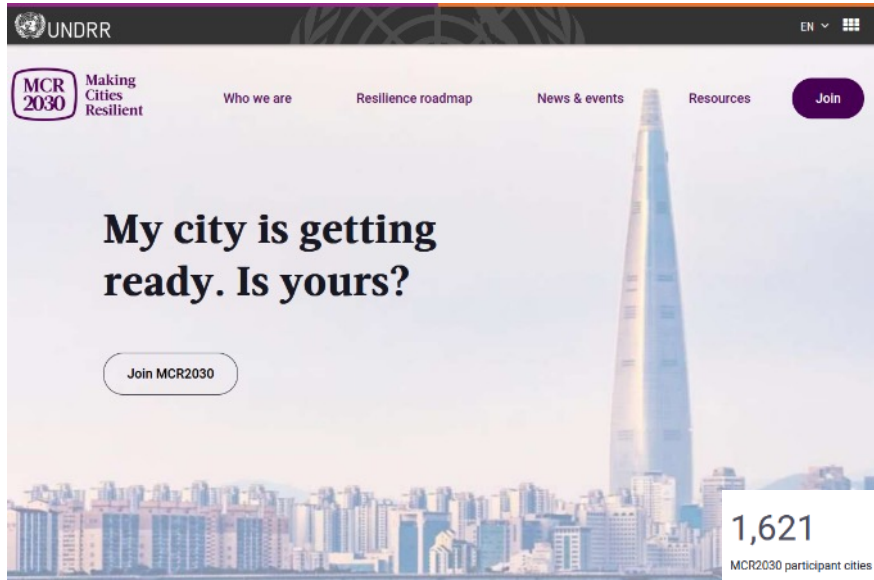 UNDRR
EN
MCR
2030
Making
Cities
Resilient
Who we are
Resilience roadmap
News & events
Resources
Join
My city is getting
ready. Is yours?
Join MCR2030
1,621
MCR2030 participant cities